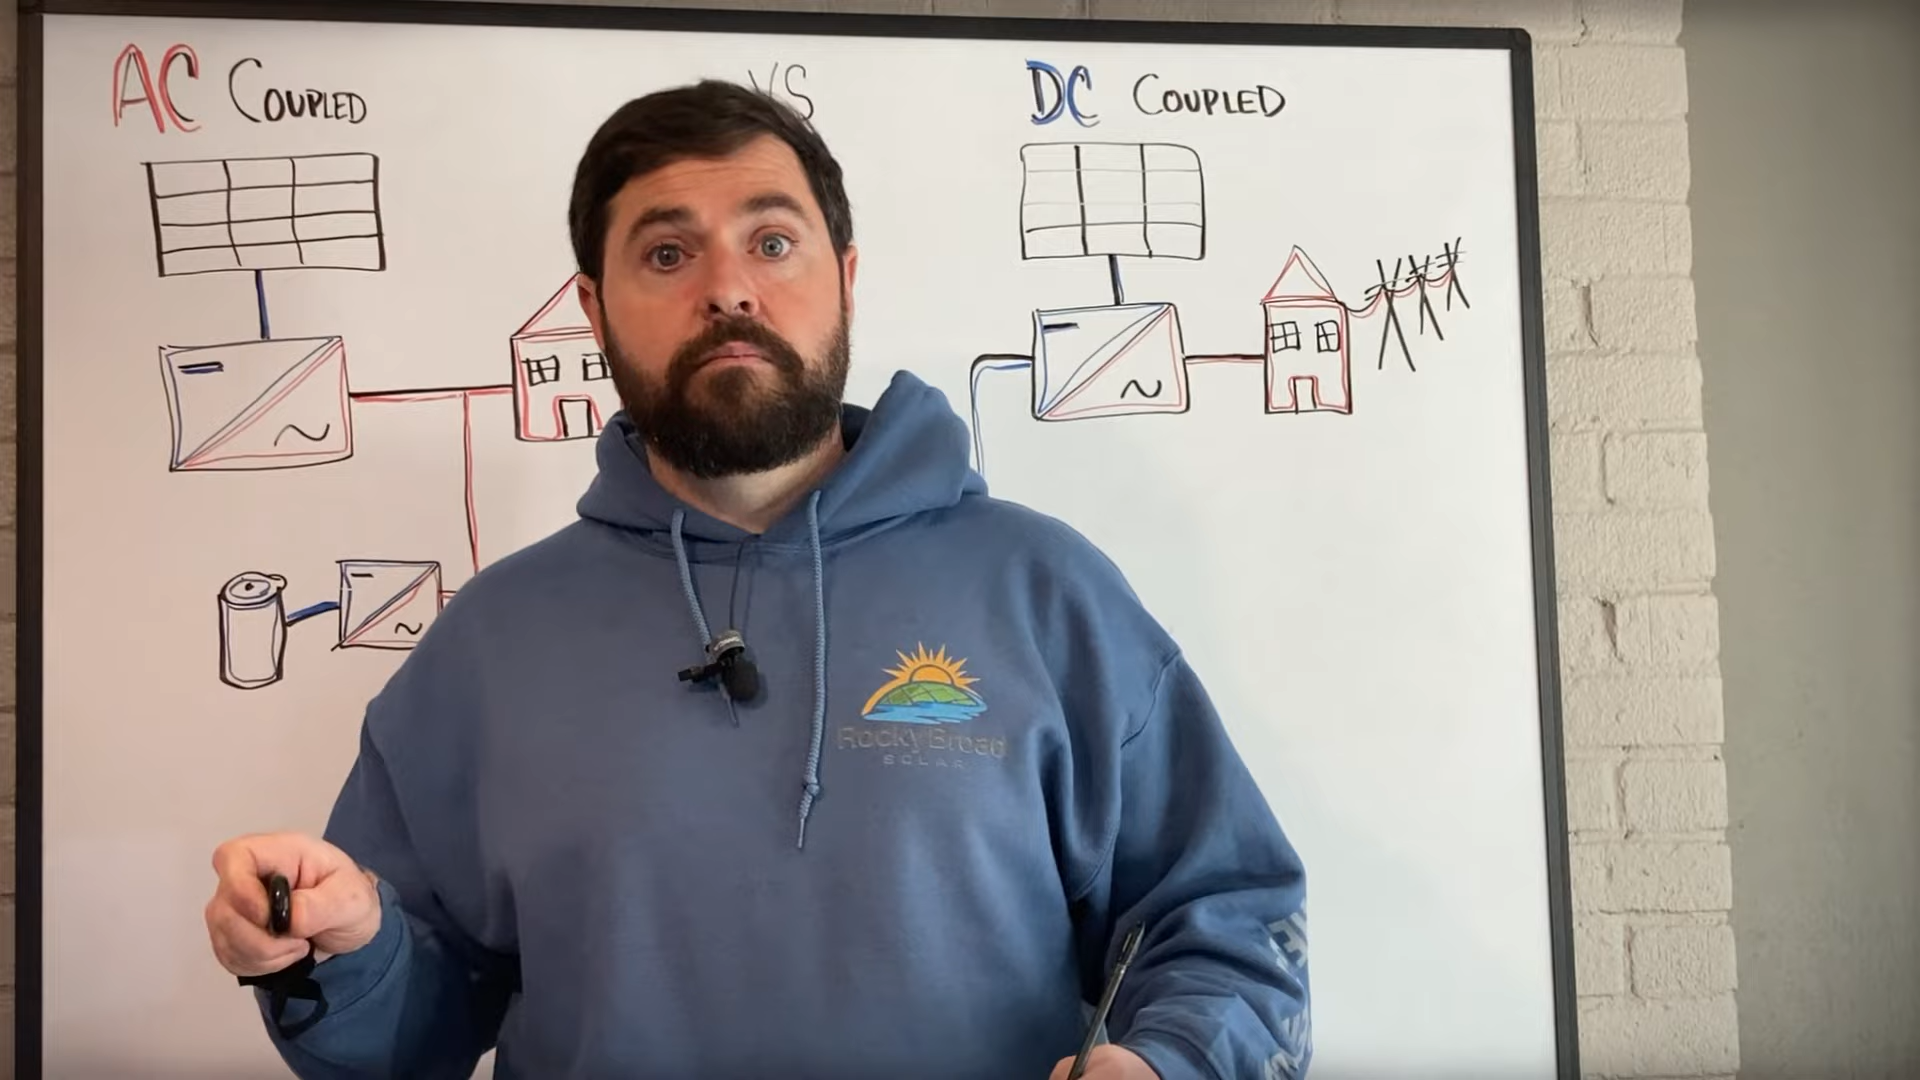 AC COUPLED
VS
DC COUPLED
Rocky Broad
SOLAR